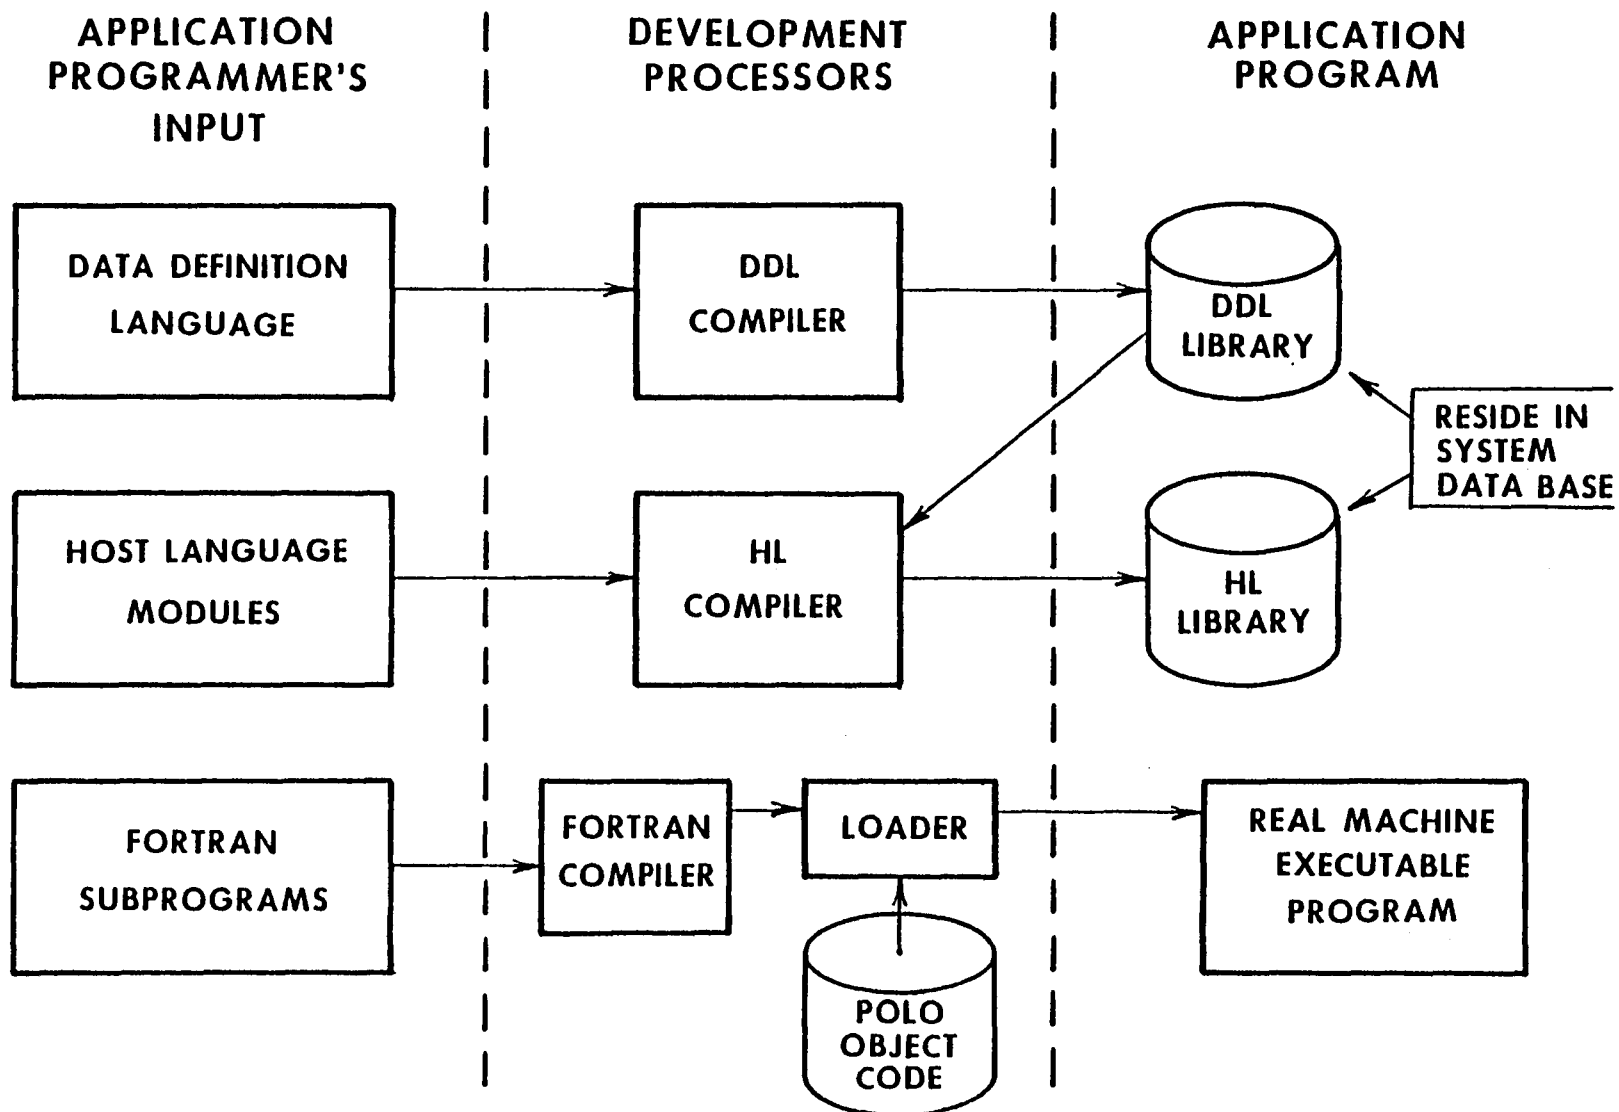 APPLICATION
PROGRAMMER'S
INPUT
DEVELOPMENT
PROCESSORS
APPLICATION
PROGRAM
DATA DEFINITION
LANGUAGE
DDL
COMPILER
DDL
LIBRARY
RESIDE IN
SYSTEM
DATA BASE
HOST LANGUAGE
MODULES
HL
COMPILER
HL
LIBRARY
FORTRAN
SUBPROGRAMS
FORTRAN
COMPILER
LOADER
POLO
OBJECT
CODE
REAL MACHINE
EXECUTABLE
PROGRAM